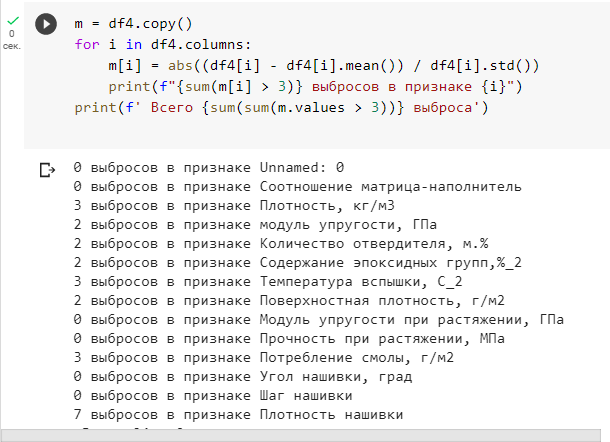 0
сек.
m = df4.copy()
for i in df4.columns:
    m[i] = abs((df4[i] - df4[i].mean()) / df4[i].std())
    print(f"{sum(m[i] > 3)} выбросов в признаке {i}")
print(f' Всего {sum(sum(m.values > 3))} выброса')
0 выбросов в признаке Unnamed: 0
0 выбросов в признаке Соотношение матрица-наполнитель
3 выбросов в признаке Плотность, кг/м3
2 выбросов в признаке модуль упругости, ГПа
2 выбросов в признаке Количество отвердителя, м.%
2 выбросов в признаке Содержание эпоксидных групп,%_2
3 выбросов в признаке Температура вспышки, С_2
2 выбросов в признаке Поверхностная плотность, г/м2
0 выбросов в признаке Модуль упругости при растяжении, ГПа
0 выбросов в признаке Прочность при растяжении, МПа
3 выбросов в признаке Потребление смолы, г/м2
0 выбросов в признаке Угол нашивки, град
0 выбросов в признаке Шаг нашивки
7 выбросов в признаке Плотность нашивки